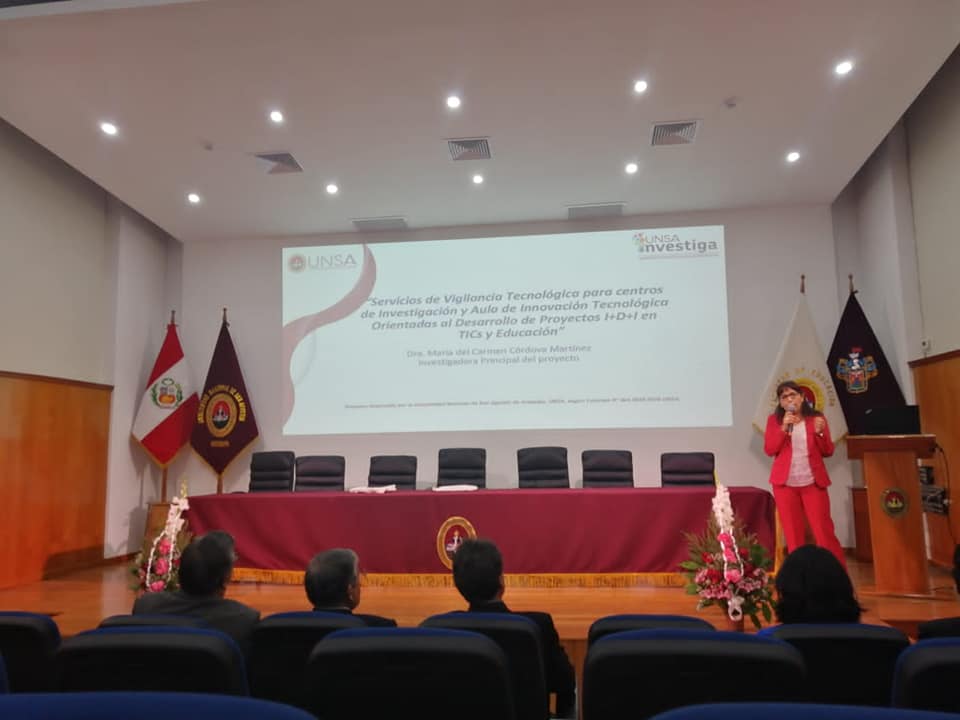 UNSA
UNSA
investiga
"Servicios de Vigilancia Tecnológica para centros
de Investigación y Aula de Innovación Tecnológica
Orientadas al Desarrollo de Proyectos I+D+I en
TICs y Educación"
Dra. María del Carmen Córdova Martínez
Investigadora Principal del proyecto